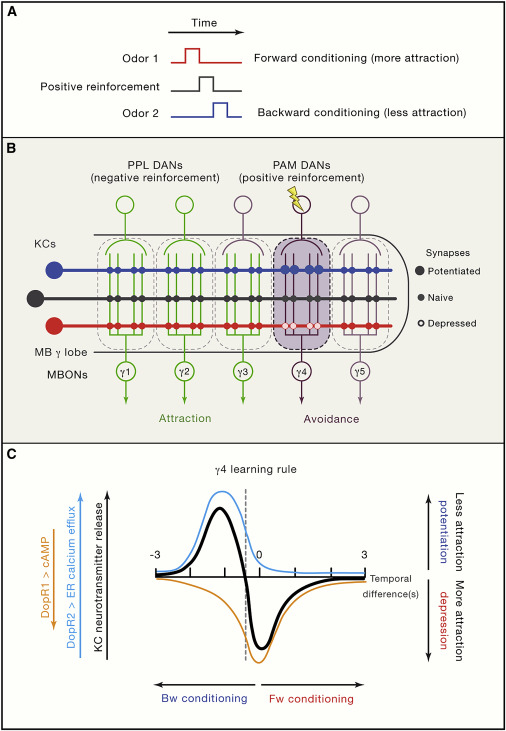 A
Time
Odor 1
Forward conditioning (more attraction)
Positive reinforcement
Odor 2
Backward conditioning (less attraction)
B
PPL DANs
(negative reinforcement)
PAM DANs
(positive reinforcement)
KCs
Synapses
Potentiated
Naive
Depressed
MB γ lobe
MBONs
γ1
γ2
γ3
γ4
γ5
Attraction
Avoidance
C
γ4 learning rule
DopR1 > cAMP
DopR2 > ER calcium efflux
KC neurotransmitter release
-3
0
3
Temporal
difference(s)
Less attraction
potentiation
More attraction
depression
Bw conditioning
Fw conditioning